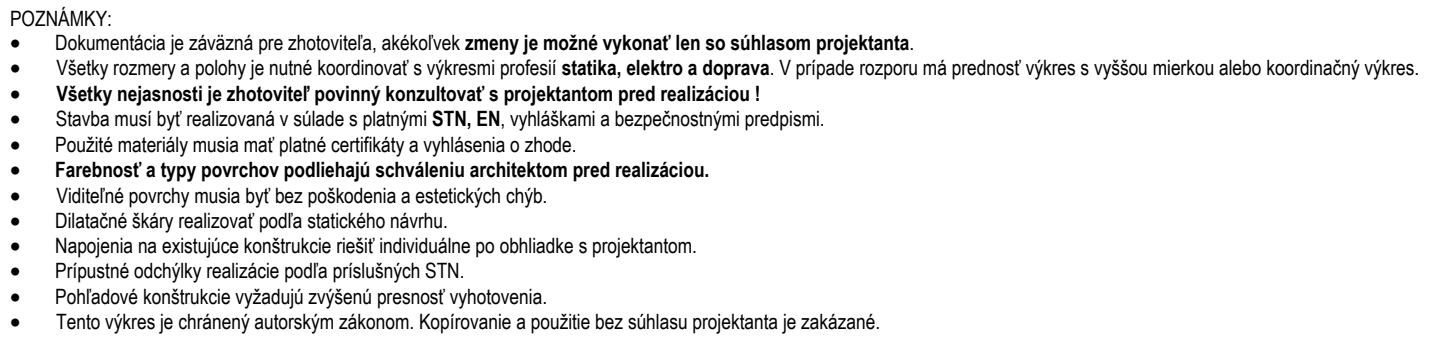 POZNÁMKY:
● Dokumentácia je záväzná pre zhotoviteľa, akékoľvek zmeny je možné vykonať len so súhlasom projektanta.
● Všetky rozmery a polohy je nutné koordinovať s výkresmi profesií statika, elektro a doprava. V prípade rozporu má prednosť výkres s vyššou mierkou alebo koordinačný výkres.
● Všetky nejasnosti je zhotoviteľ povinný konzultovať s projektantom pred realizáciou !
● Stavba musí byť realizovaná v súlade s platnými STN, EN, vyhláškami a bezpečnostnými predpismi.
● Použité materiály musia mať platné certifikáty a vyhlásenia o zhode.
● Farebnosť a typy povrchov podliehajú schváleniu architektom pred realizáciou.
● Viditeľné povrchy musia byť bez poškodenia a estetických chýb.
● Dilatačné škáry realizovať podľa statického návrhu.
● Napojenia na existujúce konštrukcie riešiť individuálne po obhliadke s projektantom.
● Prípustné odchýlky realizácie podľa príslušných STN.
● Pohľadové konštrukcie vyžadujú zvýšenú presnosť vyhotovenia.
● Tento výkres je chránený autorským zákonom. Kopírovanie a použitie bez súhlasu projektanta je zakázané.